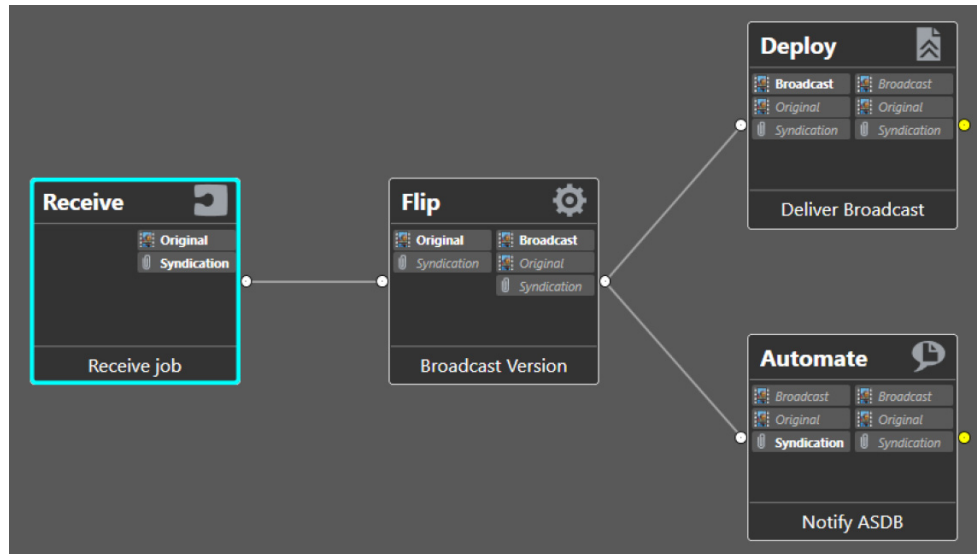 Receive
Original
Syndication
Receive job
Flip
Original Broadcast
Syndication Original
Syndication
Broadcast Version
Deploy
Broadcast Broadcast
Original Original
Syndication Syndication
Deliver Broadcast
Automate
Broadcast Broadcast
Original Original
Syndication Syndication
Notify ASDB